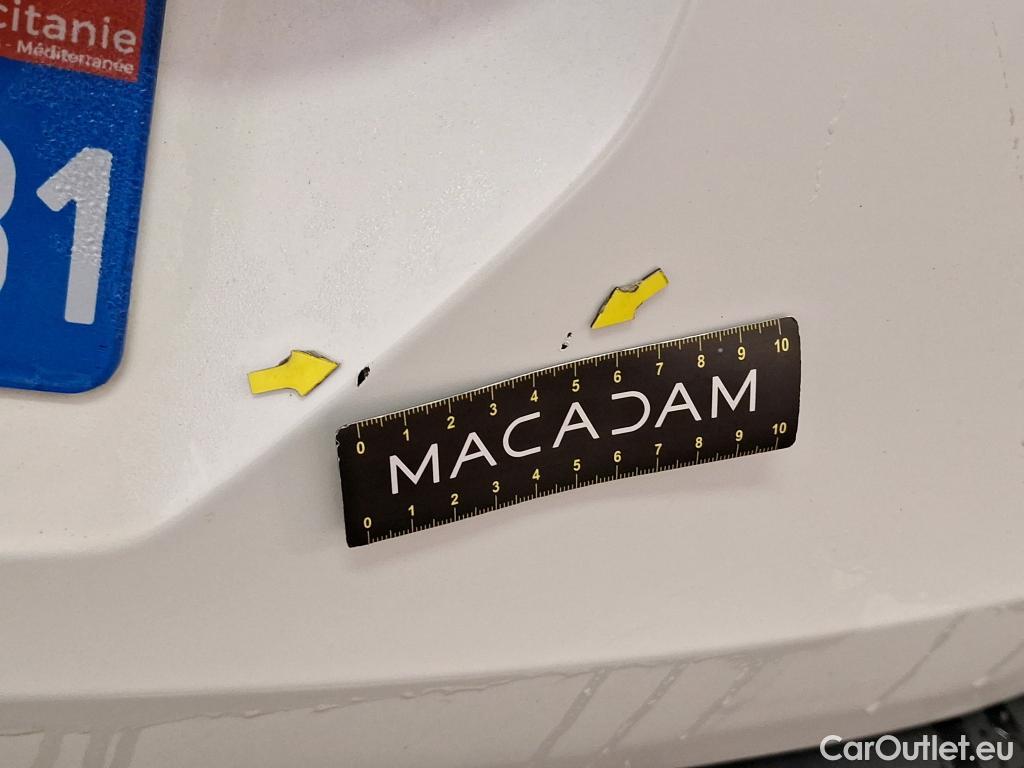 citanie
- Méditerranée
31
0 1 2 3 4 5 6 7 8 9 10
MACADAM
0 1 2 3 4 5 6 7 8 9 10
CarOutlet.eu